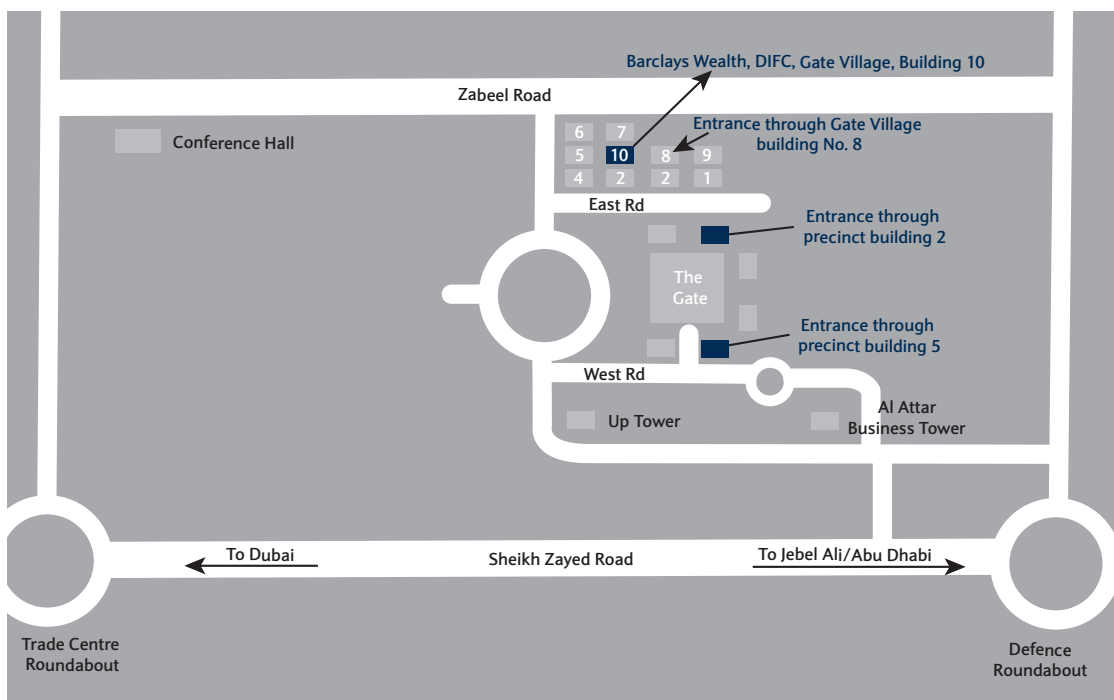 Barclays Wealth, DIFC, Gate Village, Building 10
Zabeel Road
Conference Hall
6 7
Entrance through Gate Village
building No. 8
5 10 8 9
4 2 2 1
East Rd
Entrance through
precinct building 2
The
Gate
Entrance through
precinct building 5
West Rd
Up Tower
Al Attar
Business Tower
To Dubai
Sheikh Zayed Road
To Jebel Ali/Abu Dhabi
Trade Centre
Roundabout
Defence
Roundabout